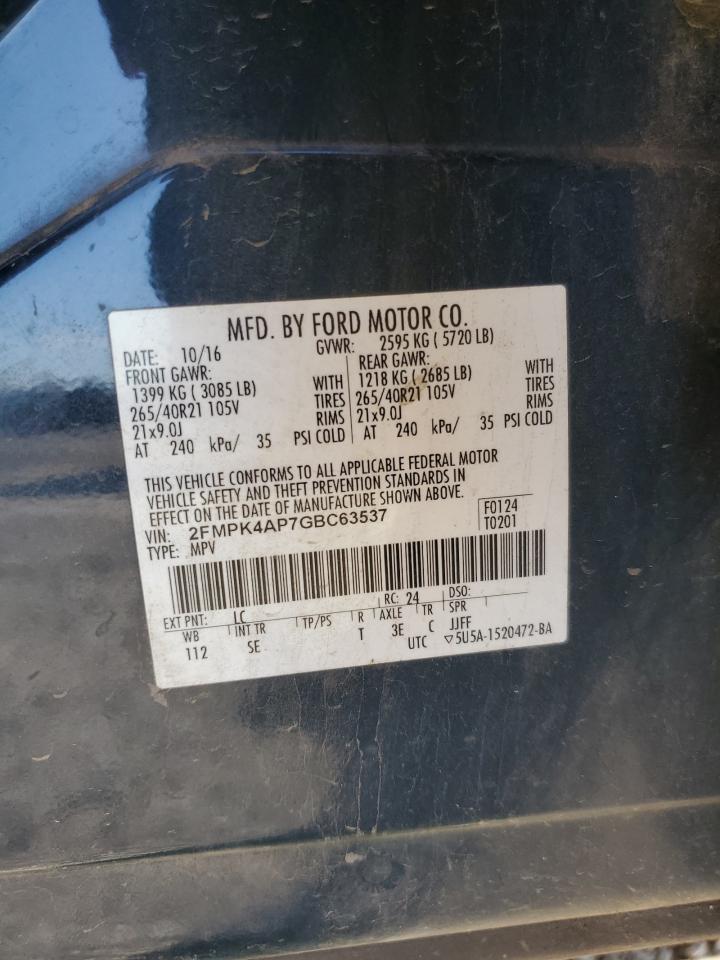 MFD. BY FORD MOTOR CO.
DATE: 10/16 GVWR: 2595 KG ( 5720 LB)
FRONT GAWR: REAR GAWR:
1399 KG ( 3085 LB) WITH 1218 KG ( 2685 LB) WITH
265/40R21 105V TIRES 265/40R21 105V TIRES
21x9.0J RIMS 21x9.0J RIMS
AT 240 kPa/ 35 PSI COLD AT 240 kPa/ 35 PSI COLD
THIS VEHICLE CONFORMS TO ALL APPLICABLE FEDERAL MOTOR
VEHICLE SAFETY AND THEFT PREVENTION STANDARDS IN
EFFECT ON THE DATE OF MANUFACTURE SHOWN ABOVE.
VIN: 2FMPK4AP7GBC63537 F0124
TYPE: MPV T0201
EXT PNT: LC RC: 24 DSO:
WB INT TR TP/PS R AXLE TR SPR
112 SE T 3E C JJFF
UTC ▽5U5A-1520472-BA